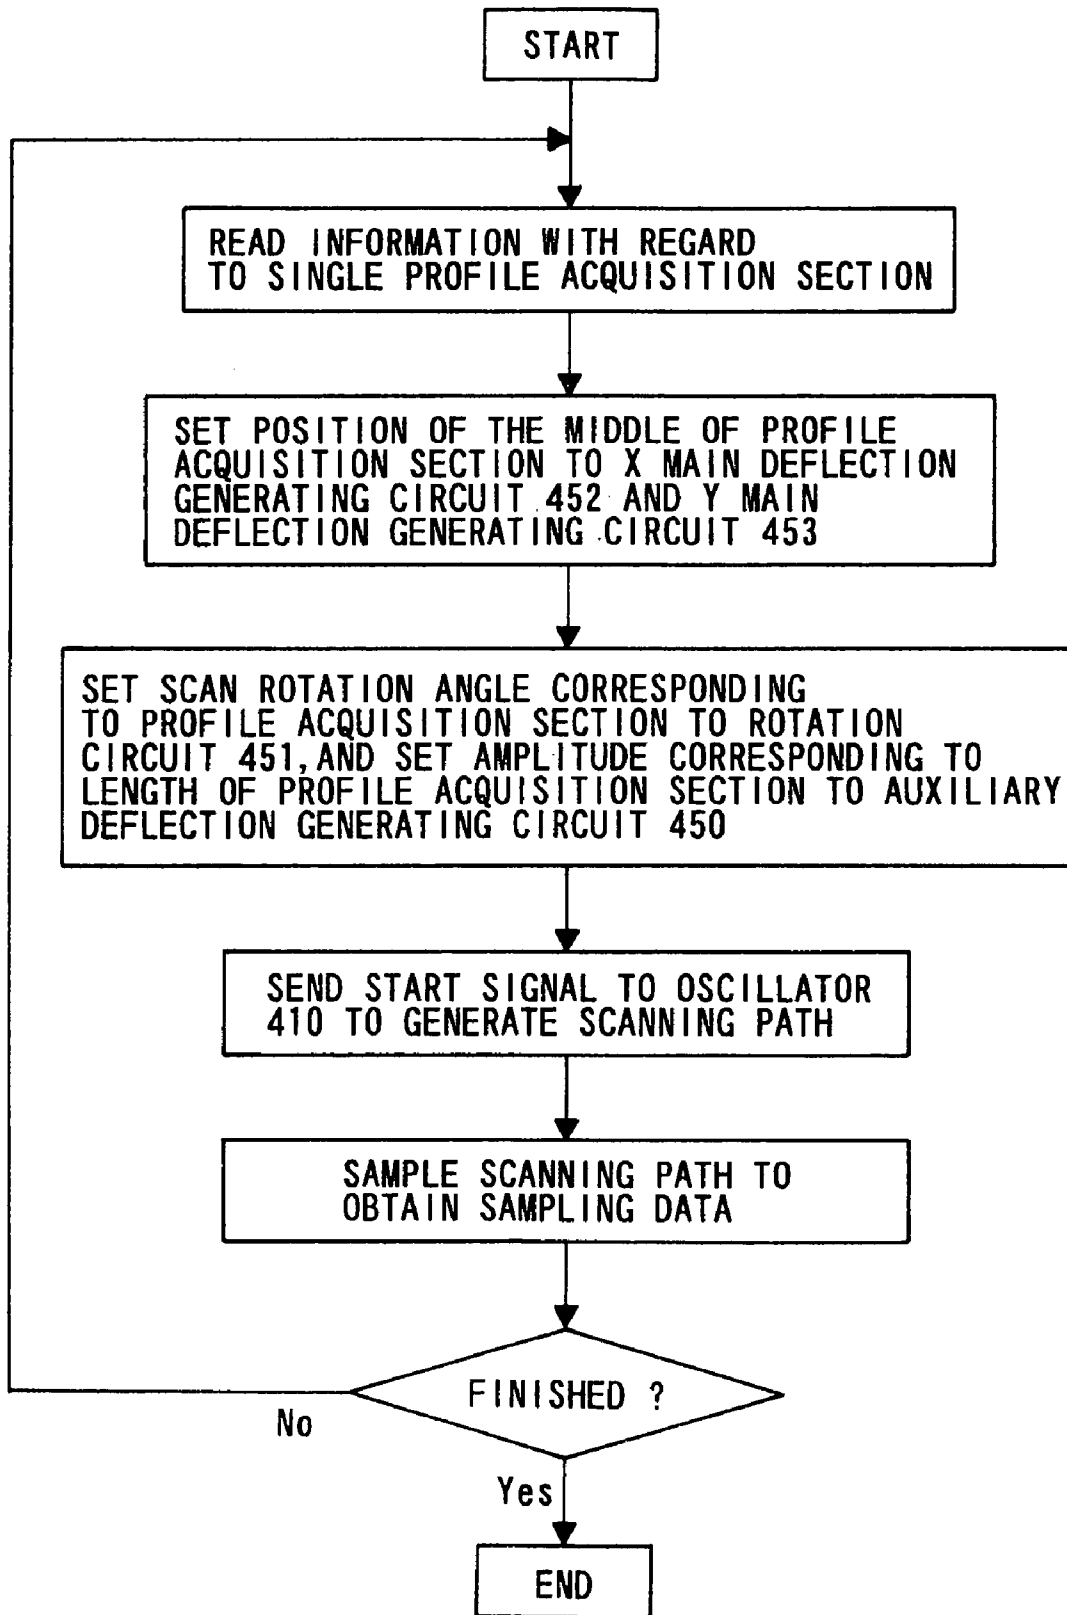 START
READ INFORMATION WITH REGARD
TO SINGLE PROFILE ACQUISITION SECTION
SET POSITION OF THE MIDDLE OF PROFILE
ACQUISITION SECTION TO X MAIN DEFLECTION
GENERATING CIRCUIT 452 AND Y MAIN
DEFLECTION GENERATING CIRCUIT 453
SET SCAN ROTATION ANGLE CORRESPONDING
TO PROFILE ACQUISITION SECTION TO ROTATION
CIRCUIT 451, AND SET AMPLITUDE CORRESPONDING TO
LENGTH OF PROFILE ACQUISITION SECTION TO AUXILIARY
DEFLECTION GENERATING CIRCUIT 450
SEND START SIGNAL TO OSCILLATOR
410 TO GENERATE SCANNING PATH
SAMPLE SCANNING PATH TO
OBTAIN SAMPLING DATA
FINISHED ?
No
Yes
END